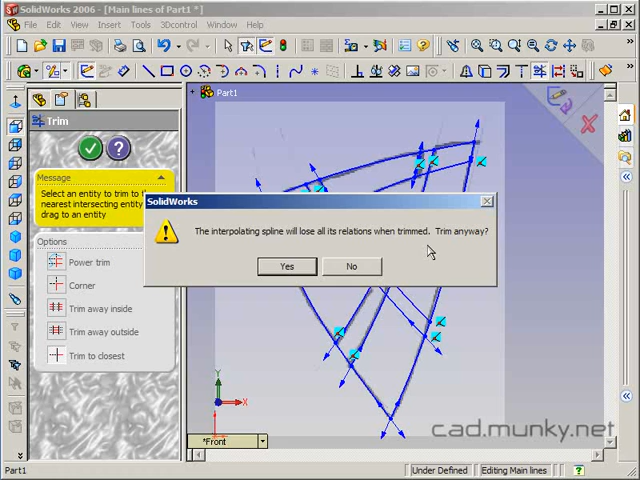 SolidWorks 2006 - [Main lines of Part1 *]
File Edit View Insert Tools 3Dcontrol Window Help
Part1
Trim
Message
Select an entity to trim to the
nearest intersecting entity
drag to an entity
Options
Power trim
Corner
Trim away inside
Trim away outside
Trim to closest
SolidWorks
The interpolating spline will lose all its relations when trimmed. Trim anyway?
Yes
No
Y
X
*Front
cad.munky.net
Part1
Under Defined
Editing Main lines